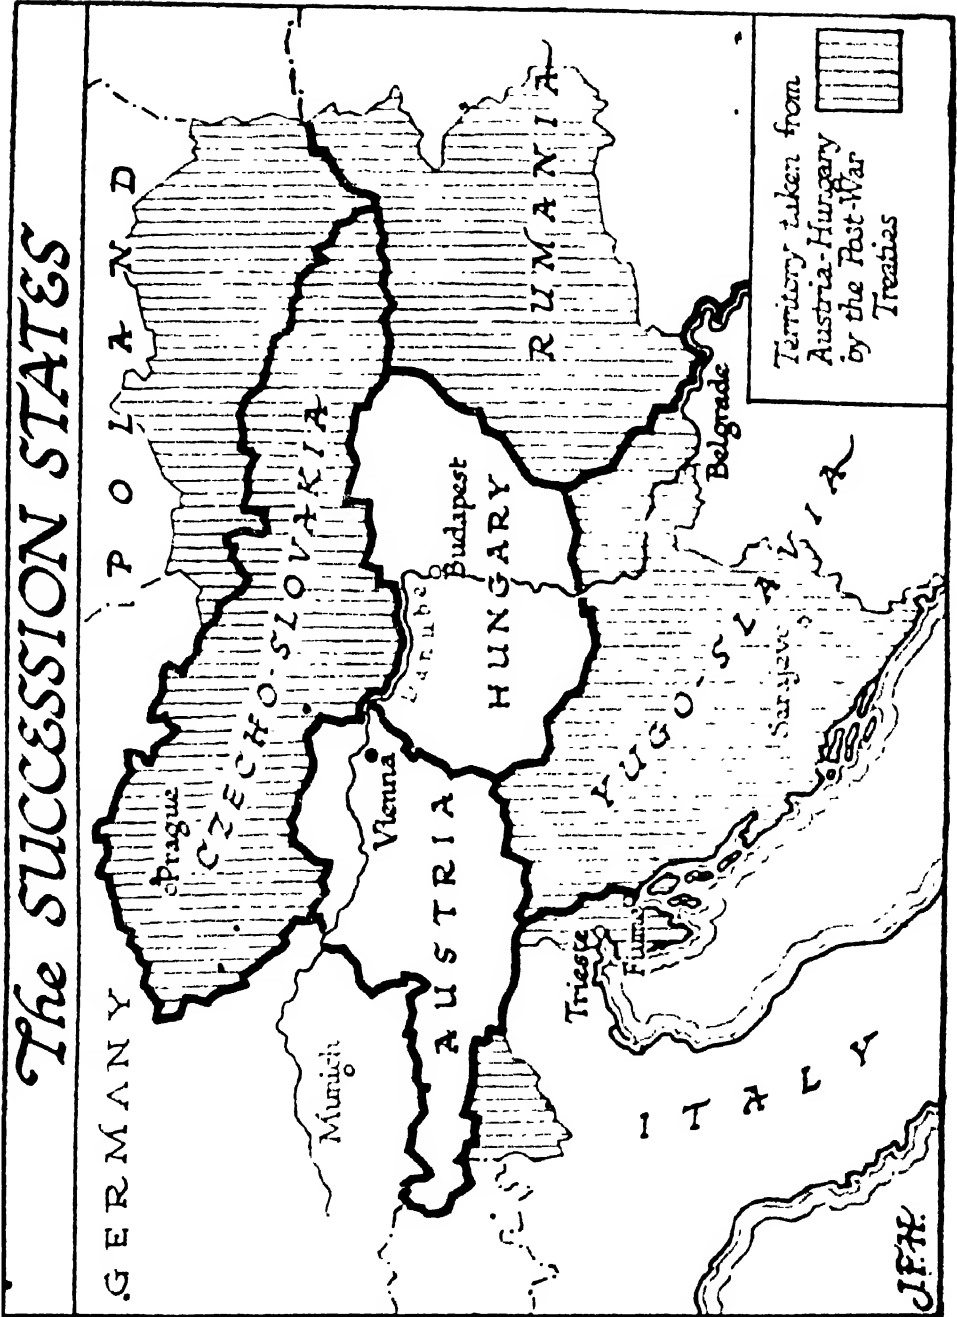 The SUCCESSION STATES
GERMANY
POLAND
Prague
CZECHO-SLOVAKIA
Munich
Vienna
AUSTRIA
Danube
Budapest
HUNGARY
RUMANIA
Trieste
Fiume
YUGO-SLAVIA
Sarajevo
Belgrade
ITALY
Territory taken from
Austria-Hungary
by the Post-War
Treaties
J.F.H.